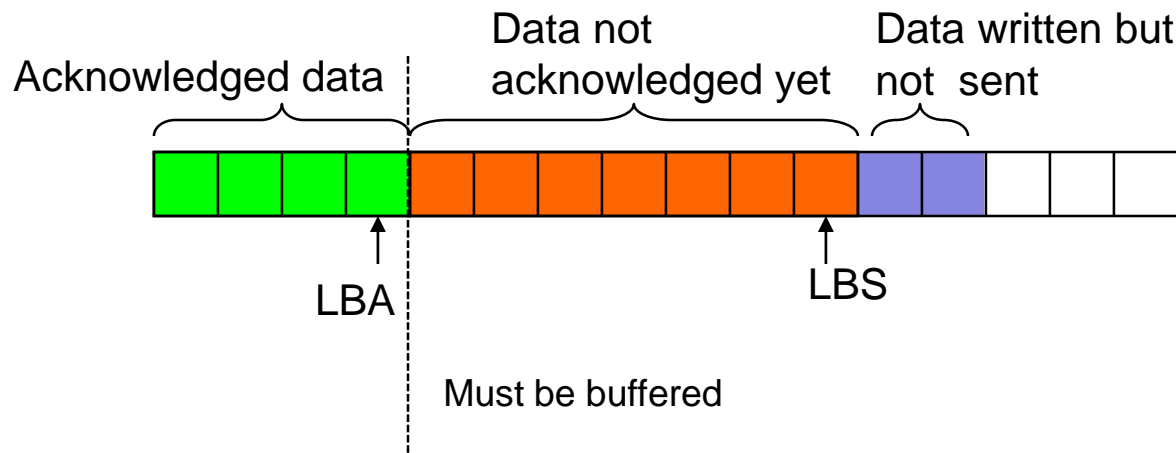 Acknowledged data
Data not
acknowledged yet
Data written but
not sent
LBA
LBS
Must be buffered